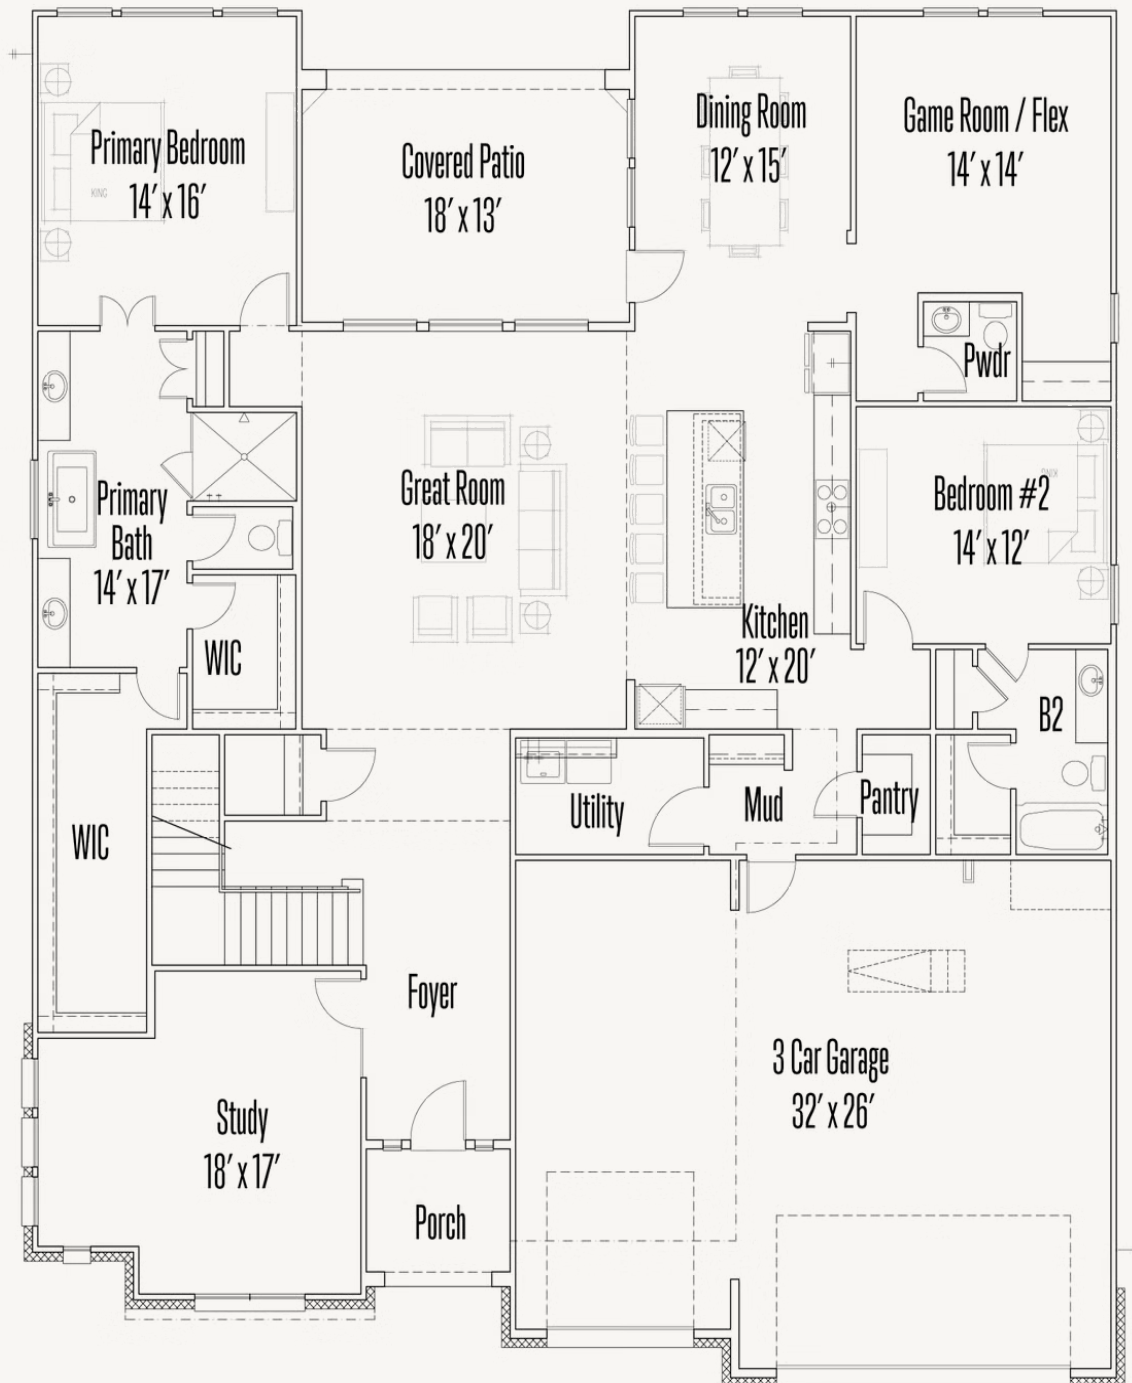 Primary Bedroom
14' x 16'
KING
Covered Patio
18' x 13'
Dining Room
12' x 15'
Game Room / Flex
14' x 14'
Pwdr
Primary
Bath
14' x 17'
Great Room
18' x 20'
Bedroom #2
14' x 12'
KING
WIC
Kitchen
12' x 20'
B2
WIC
Utility
Mud
Pantry
Foyer
3 Car Garage
32' x 26'
Study
18' x 17'
Porch